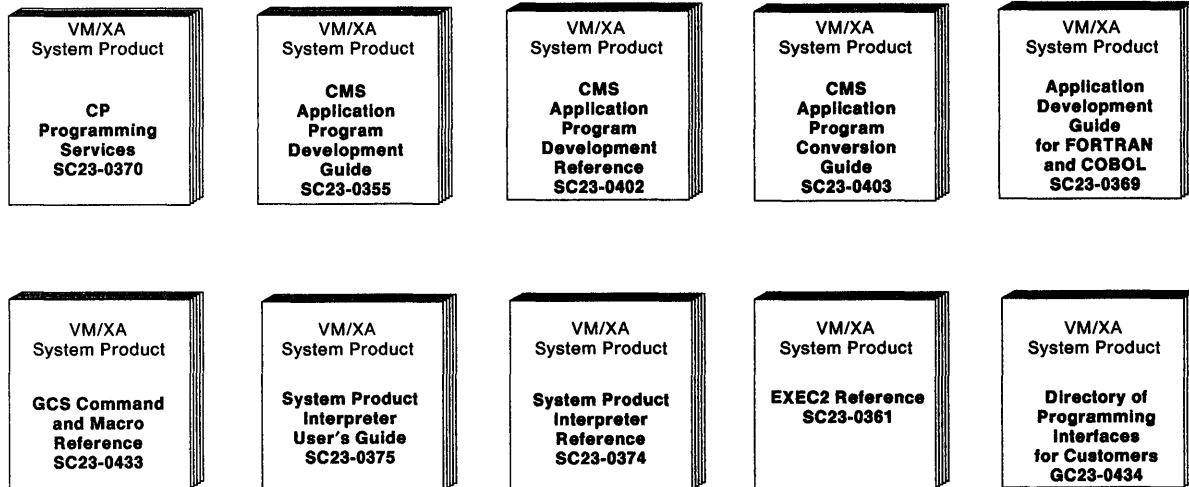 VM/XA
System Product
CP
Programming
Services
SC23-0370
VM/XA
System Product
CMS
Application
Program
Development
Guide
SC23-0355
VM/XA
System Product
CMS
Application
Program
Development
Reference
SC23-0402
VM/XA
System Product
CMS
Application
Program
Conversion
Guide
SC23-0403
VM/XA
System Product
Application
Development
Guide
for FORTRAN
and COBOL
SC23-0369
VM/XA
System Product
GCS Command
and Macro
Reference
SC23-0433
VM/XA
System Product
System Product
Interpreter
User's Guide
SC23-0375
VM/XA
System Product
System Product
Interpreter
Reference
SC23-0374
VM/XA
System Product
EXEC2 Reference
SC23-0361
VM/XA
System Product
Directory of
Programming
Interfaces
for Customers
GC23-0434